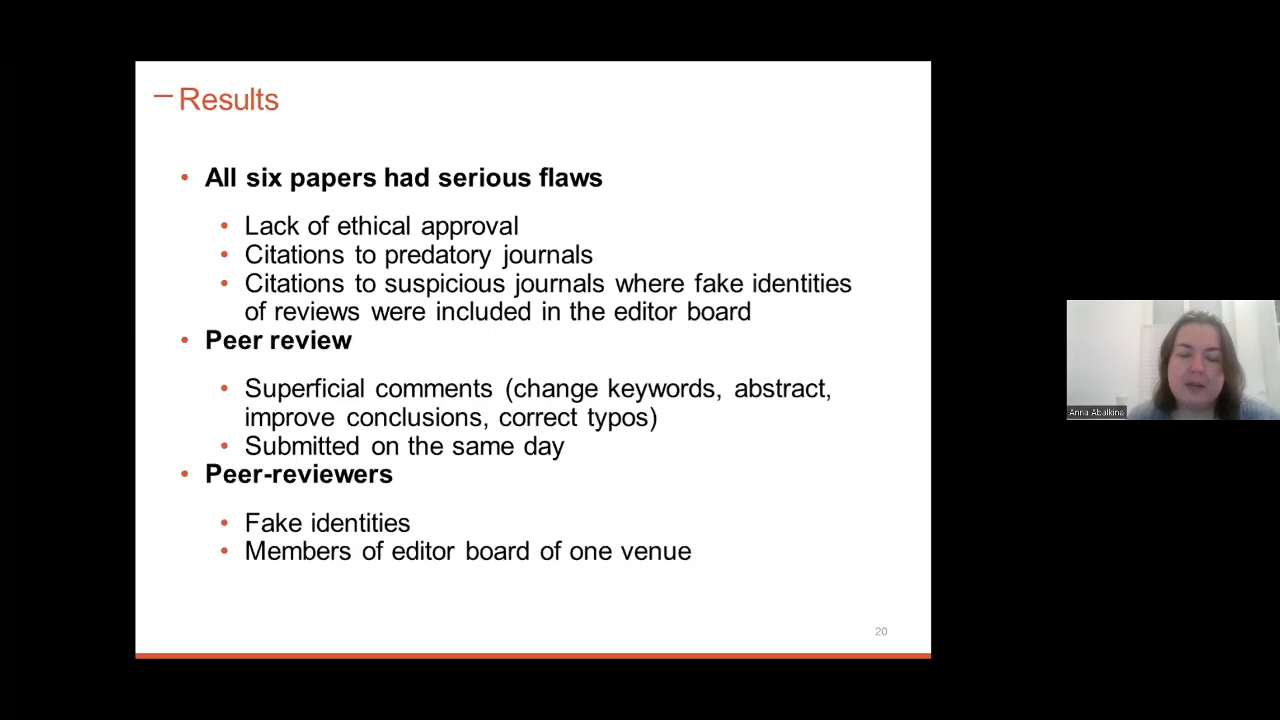 Results
• All six papers had serious flaws
• Lack of ethical approval
• Citations to predatory journals
• Citations to suspicious journals where fake identities
of reviews were included in the editor board
• Peer review
• Superficial comments (change keywords, abstract,
improve conclusions, correct typos)
• Submitted on the same day
• Peer-reviewers
• Fake identities
• Members of editor board of one venue
20
Anna Abalkina